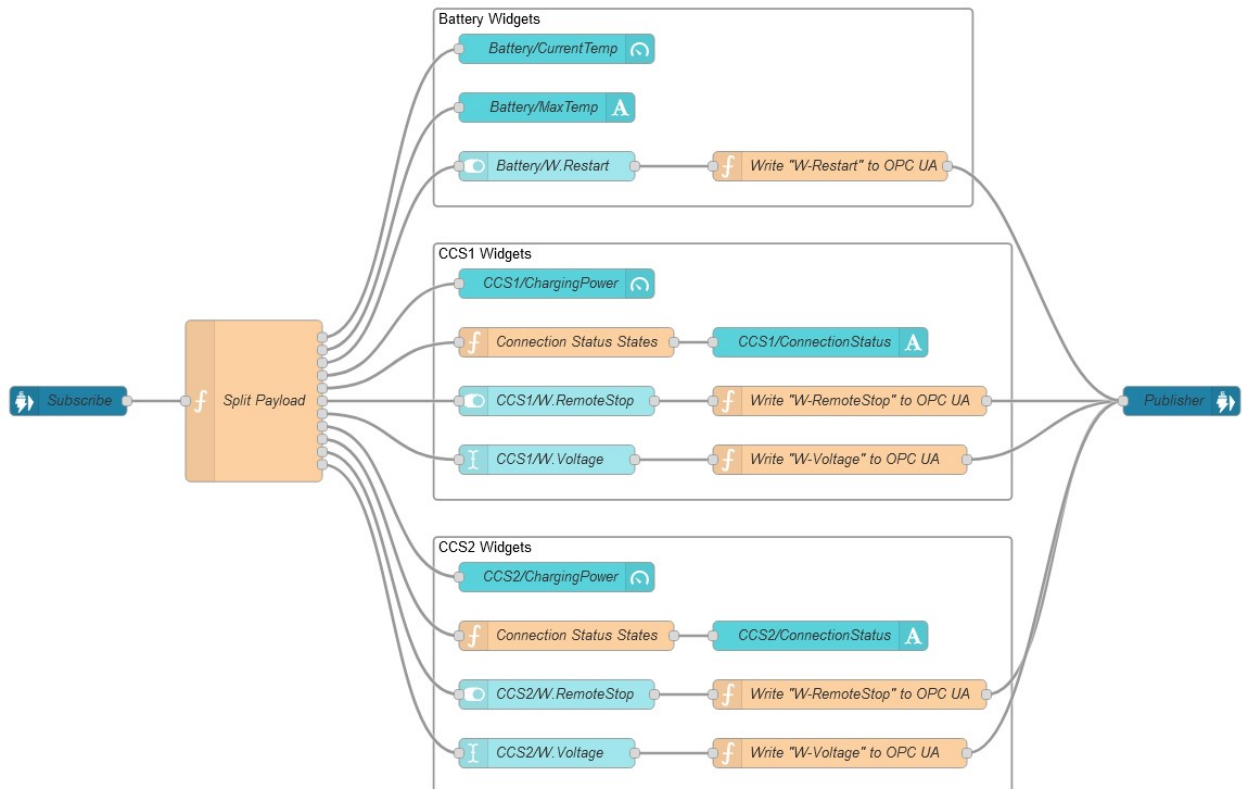 Battery Widgets
Battery/CurrentTemp
Battery/MaxTemp
Battery/W.Restart
Write "W-Restart" to OPC UA
CCS1 Widgets
CCS1/ChargingPower
Connection Status States
CCS1/ConnectionStatus
Subscribe
Split Payload
CCS1/W.RemoteStop
Write "W-RemoteStop" to OPC UA
Publisher
CCS1/W.Voltage
Write "W-Voltage" to OPC UA
CCS2 Widgets
CCS2/ChargingPower
Connection Status States
CCS2/ConnectionStatus
CCS2/W.RemoteStop
Write "W-RemoteStop" to OPC UA
CCS2/W.Voltage
Write "W-Voltage" to OPC UA